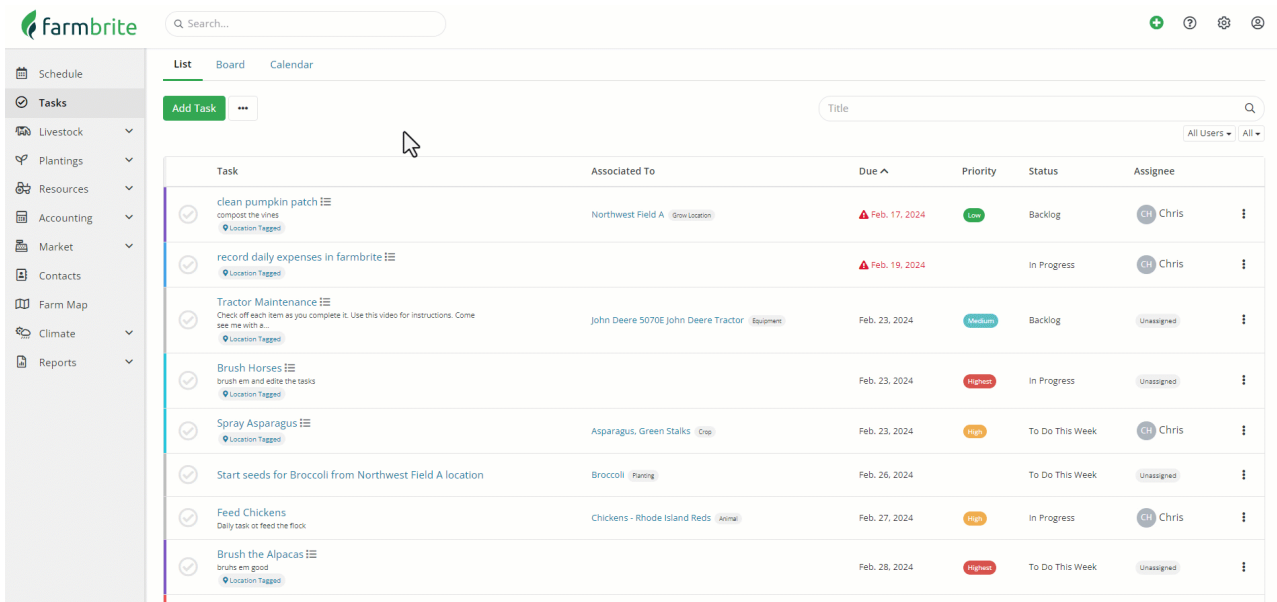 farmbrite
Search...
List Board Calendar
Schedule
Tasks
Livestock
Plantings
Resources
Accounting
Market
Contacts
Farm Map
Climate
Reports
Add Task •••
Title
All Users All
Task Associated To Due Priority Status Assignee
clean pumpkin patch
compost the vines
Location Tagged
Northwest Field A Grow Location Feb. 17, 2024 Low Backlog CH Chris
record daily expenses in farmbrite
Location Tagged
Feb. 19, 2024 In Progress CH Chris
Tractor Maintenance
Check off each item as you complete it. Use this video for instructions. Come
see me with a...
Location Tagged
John Deere 5070E John Deere Tractor Equipment Feb. 23, 2024 Medium Backlog Unassigned
Brush Horses
brush em and edite the tasks
Location Tagged
Feb. 23, 2024 Highest In Progress Unassigned
Spray Asparagus
Location Tagged
Asparagus, Green Stalks Crop Feb. 23, 2024 High To Do This Week CH Chris
Start seeds for Broccoli from Northwest Field A location
Broccoli Planting Feb. 26, 2024 To Do This Week Unassigned
Feed Chickens
Daily task ot feed the flock
Chickens - Rhode Island Reds Animal Feb. 27, 2024 High In Progress CH Chris
Brush the Alpacas
bruhs em good
Location Tagged
Feb. 28, 2024 Highest To Do This Week Unassigned